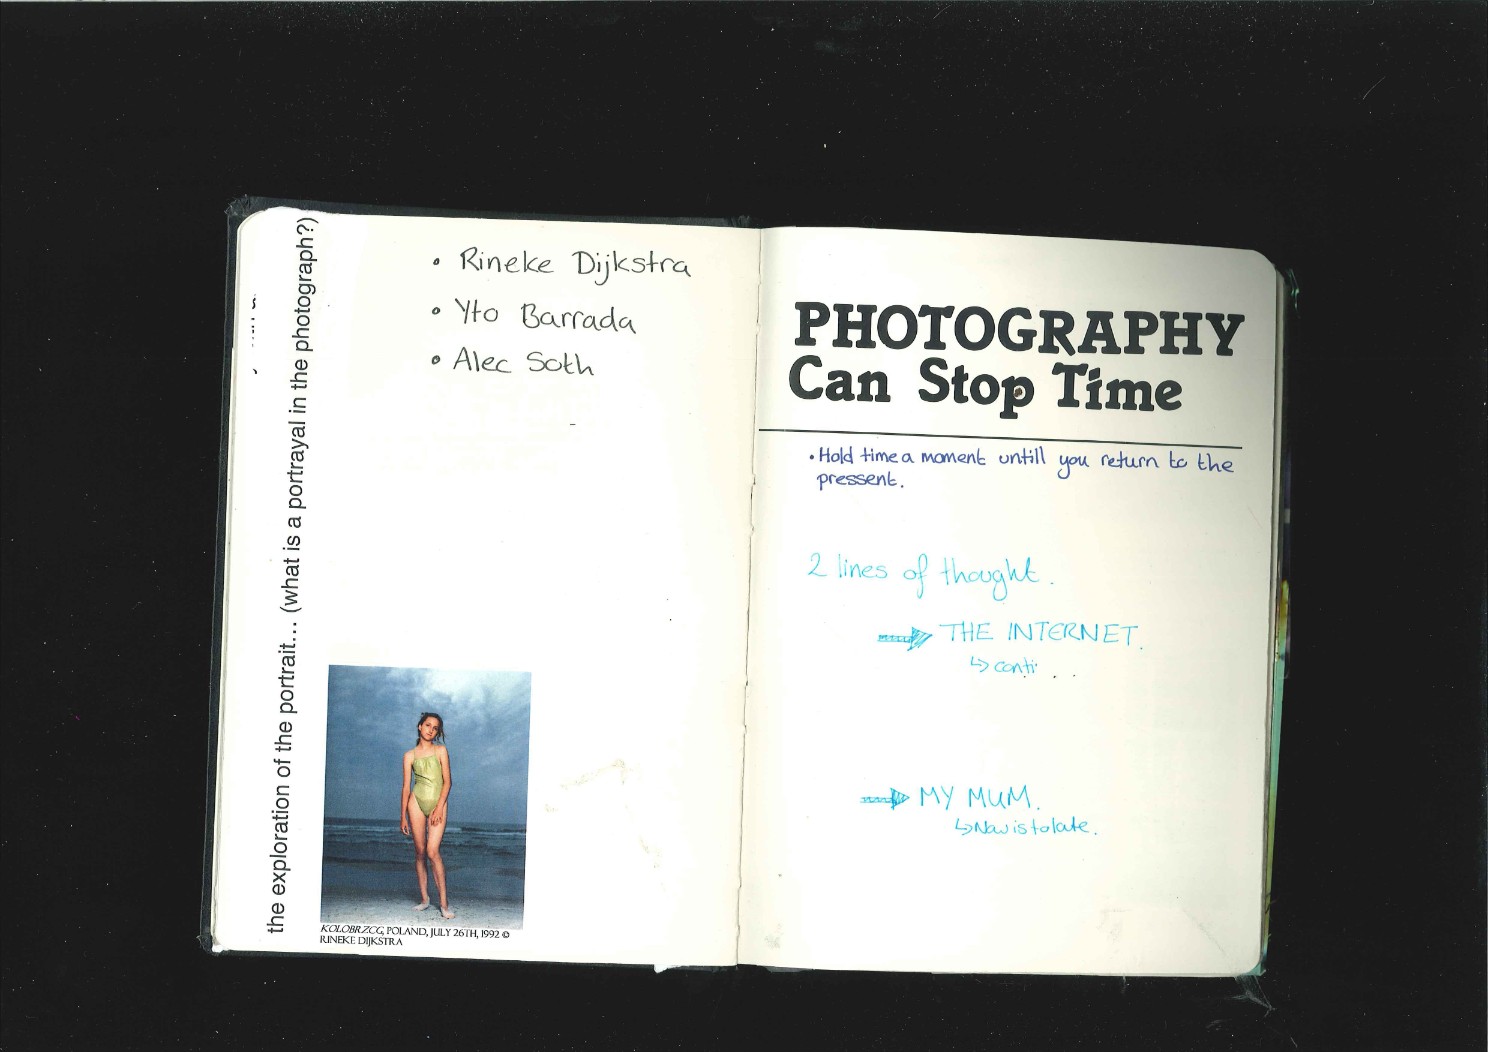 the exploration of the portrait... (what is a portrayal in the photograph?)
• Rineke Dijkstra
• Yto Barrada
• Alec Soth
KOLOBRZCG, POLAND, JULY 26TH, 1992 ©
RINEKE DIJKSTRA
PHOTOGRAPHY
Can Stop Time
• Hold time a moment untill you return to the
pressent.
2 lines of thought.
THE INTERNET.
↳ conti . . .
MY MUM.
↳ Now is to late.